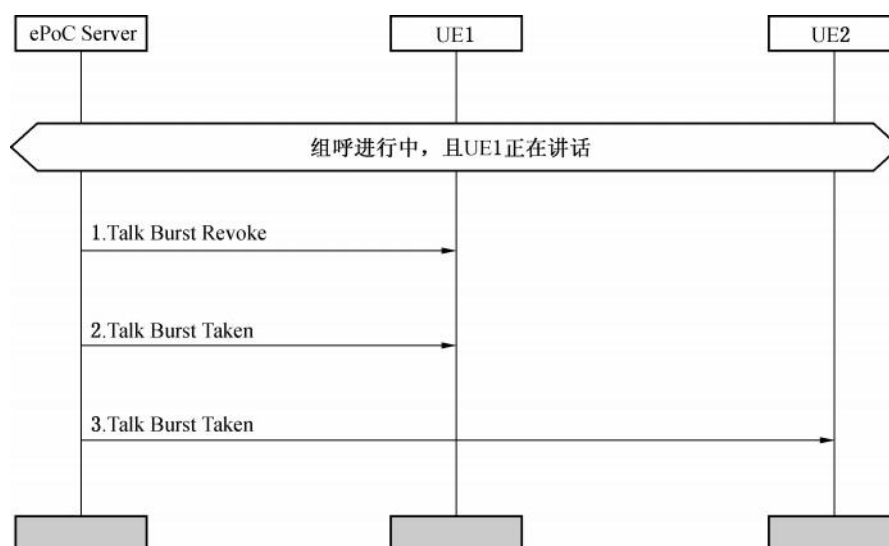 ePoC Server
UE1
UE2
组呼进行中，且UE1正在讲话
1.Talk Burst Revoke
2.Talk Burst Taken
3.Talk Burst Taken